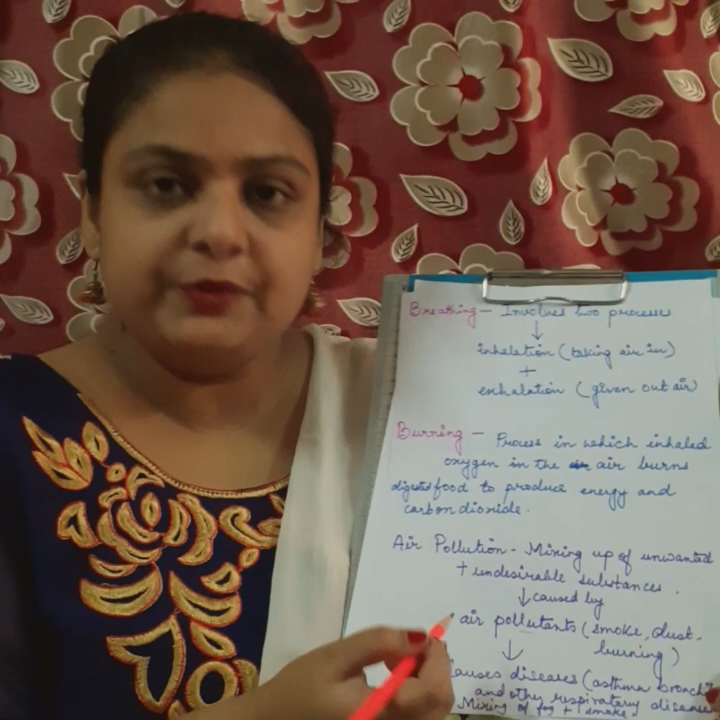 Breathing - Involves two processes
↓
inhalation (taking air in)
+
exhalation (given out air)
Burning - Process in which inhaled
oxygen in the air burns
digested food to produce energy and
carbon dioxide.
Air Pollution - Mixing up of unwanted
+ undesirable substances.
↓ caused by
air pollutants (smoke, dust,
burning)
↓
causes diseases (asthma
and other respiratory diseases
Mixing of fog + smoke